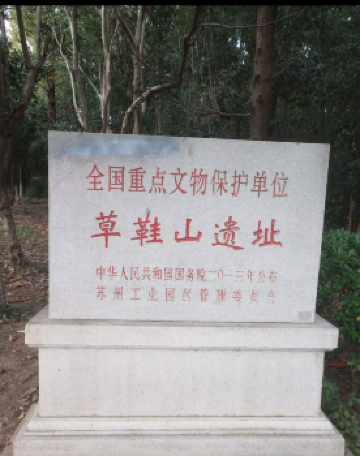 全国重点文物保护单位
草鞋山遗址
中华人民共和国国务院二〇一三年公布
苏州工业园区管理委员会